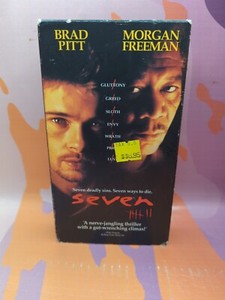 BRAD MORGAN
PITT FREEMAN
GLUTTONY
GREED
SLOTH
ENVY
WRATH
Seven deadly sins. Seven ways to die.
Seven
"A nerve-jangling thriller
with a gut-wrenching climax!"